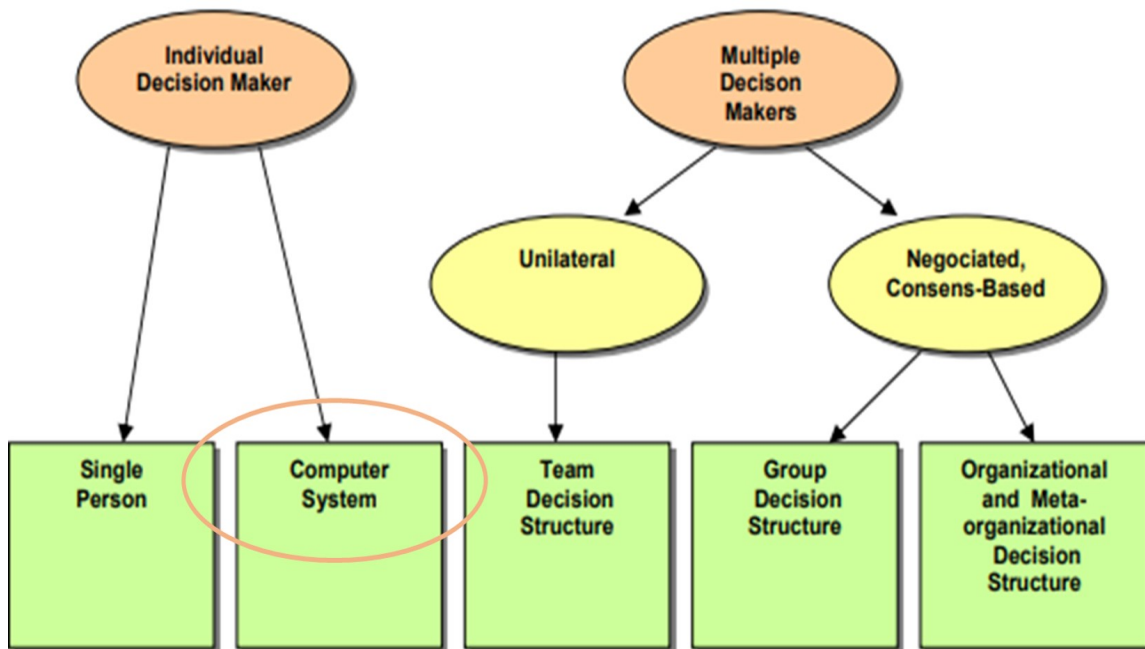 Individual
Decision Maker
Multiple
Decison
Makers
Unilateral
Negociated,
Consens-Based
Single
Person
Computer
System
Team
Decision
Structure
Group
Decision
Structure
Organizational
and Meta-
organizational
Decision
Structure